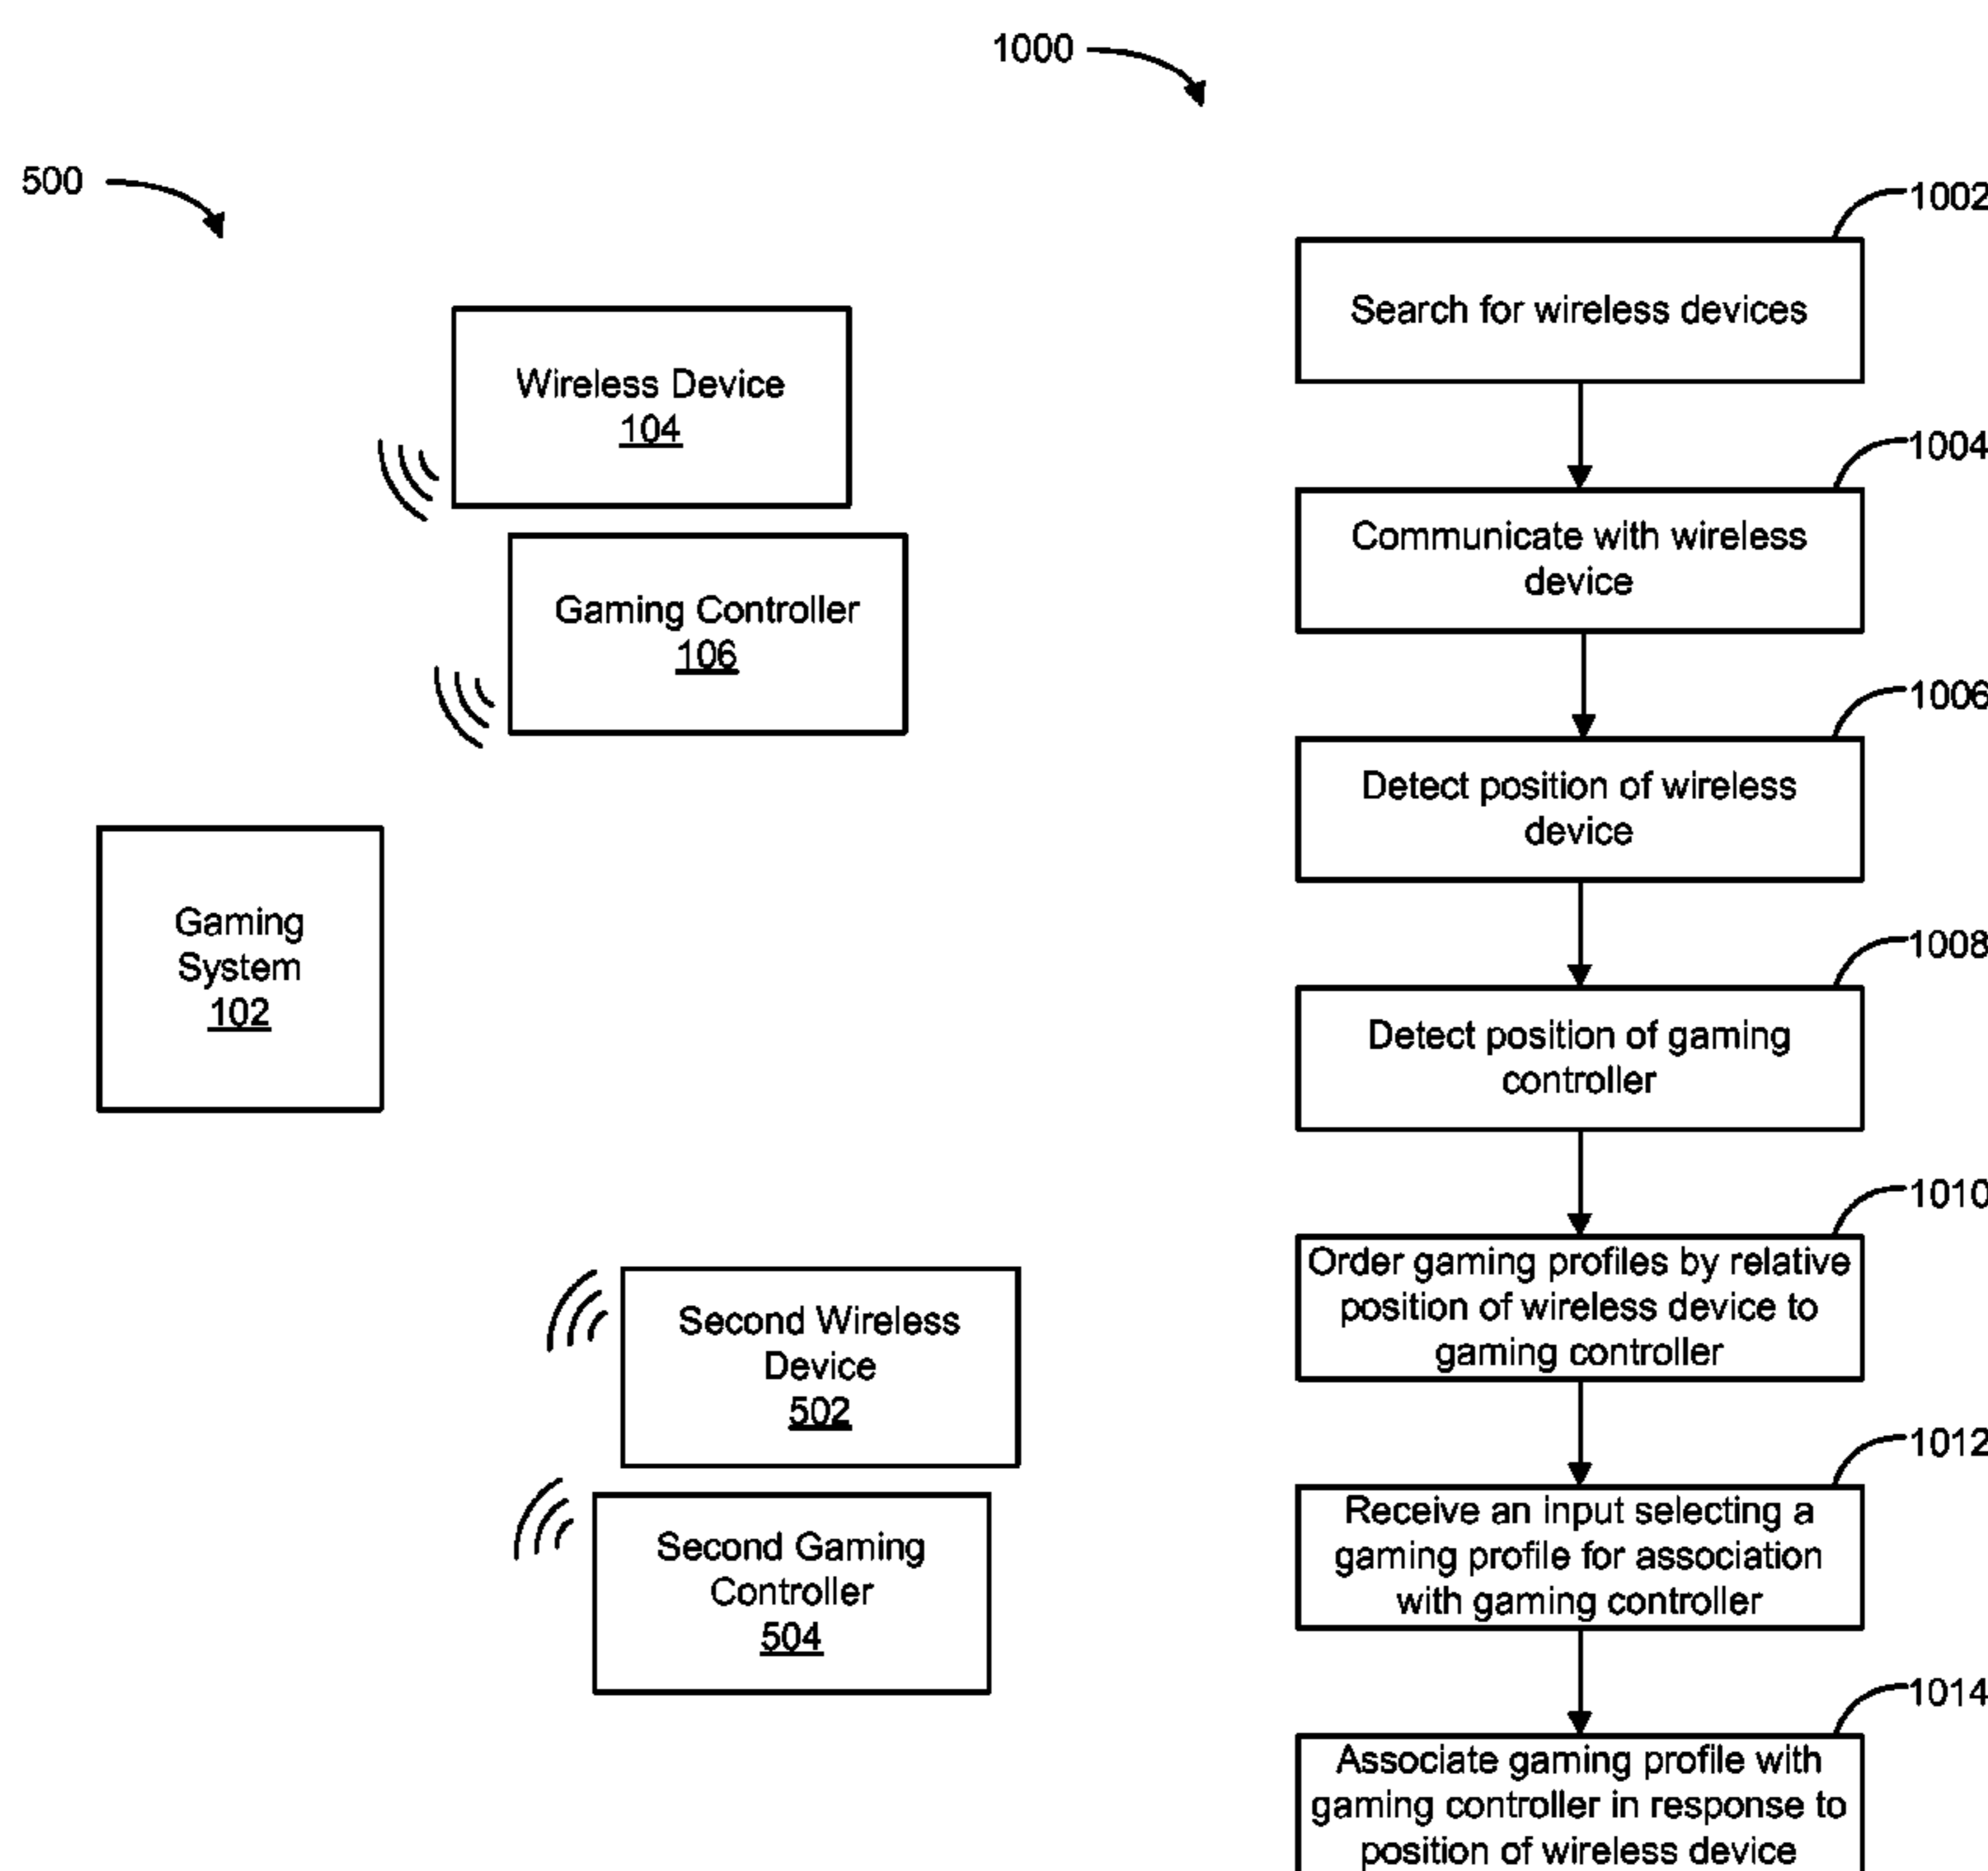 500
Wireless Device
104
Gaming Controller
106
Gaming
System
102
Second Wireless
Device
502
Second Gaming
Controller
504
1000
1002
Search for wireless devices
1004
Communicate with wireless
device
1006
Detect position of wireless
device
1008
Detect position of gaming
controller
1010
Order gaming profiles by relative
position of wireless device to
gaming controller
1012
Receive an input selecting a
gaming profile for association
with gaming controller
1014
Associate gaming profile with
gaming controller in response to
position of wireless device